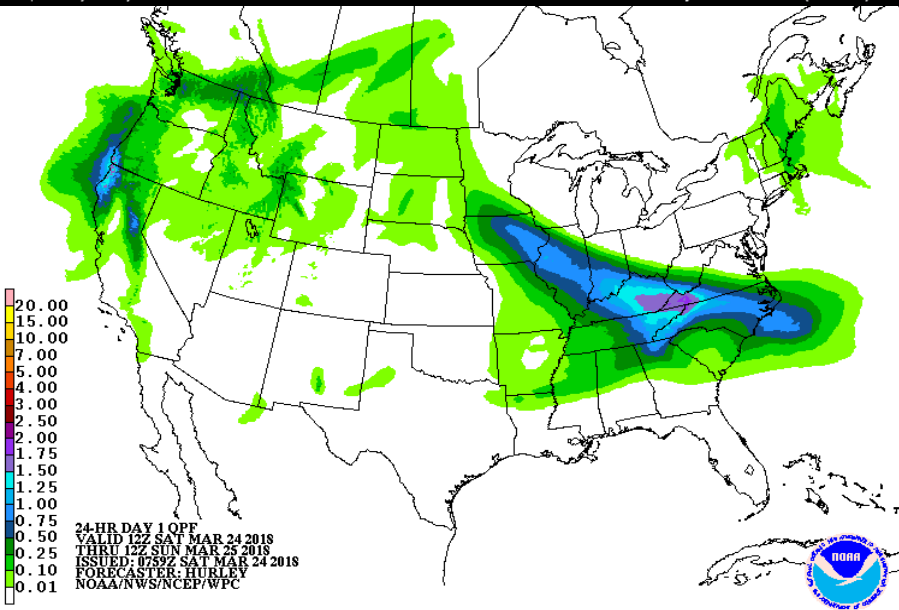 20.00
15.00
10.00
7.00
5.00
4.00
3.00
2.50
2.00
1.75
1.50
1.25
1.00
0.75
0.50
0.25
0.10
0.01
24-HR DAY 1 QPF
VALID 12Z SAT MAR 24 2018
THRU 12Z SUN MAR 25 2018
ISSUED: 0759Z SAT MAR 24 2018
FORECASTER: HURLEY
NOAA/NWS/NCEP/WPC
NOAA